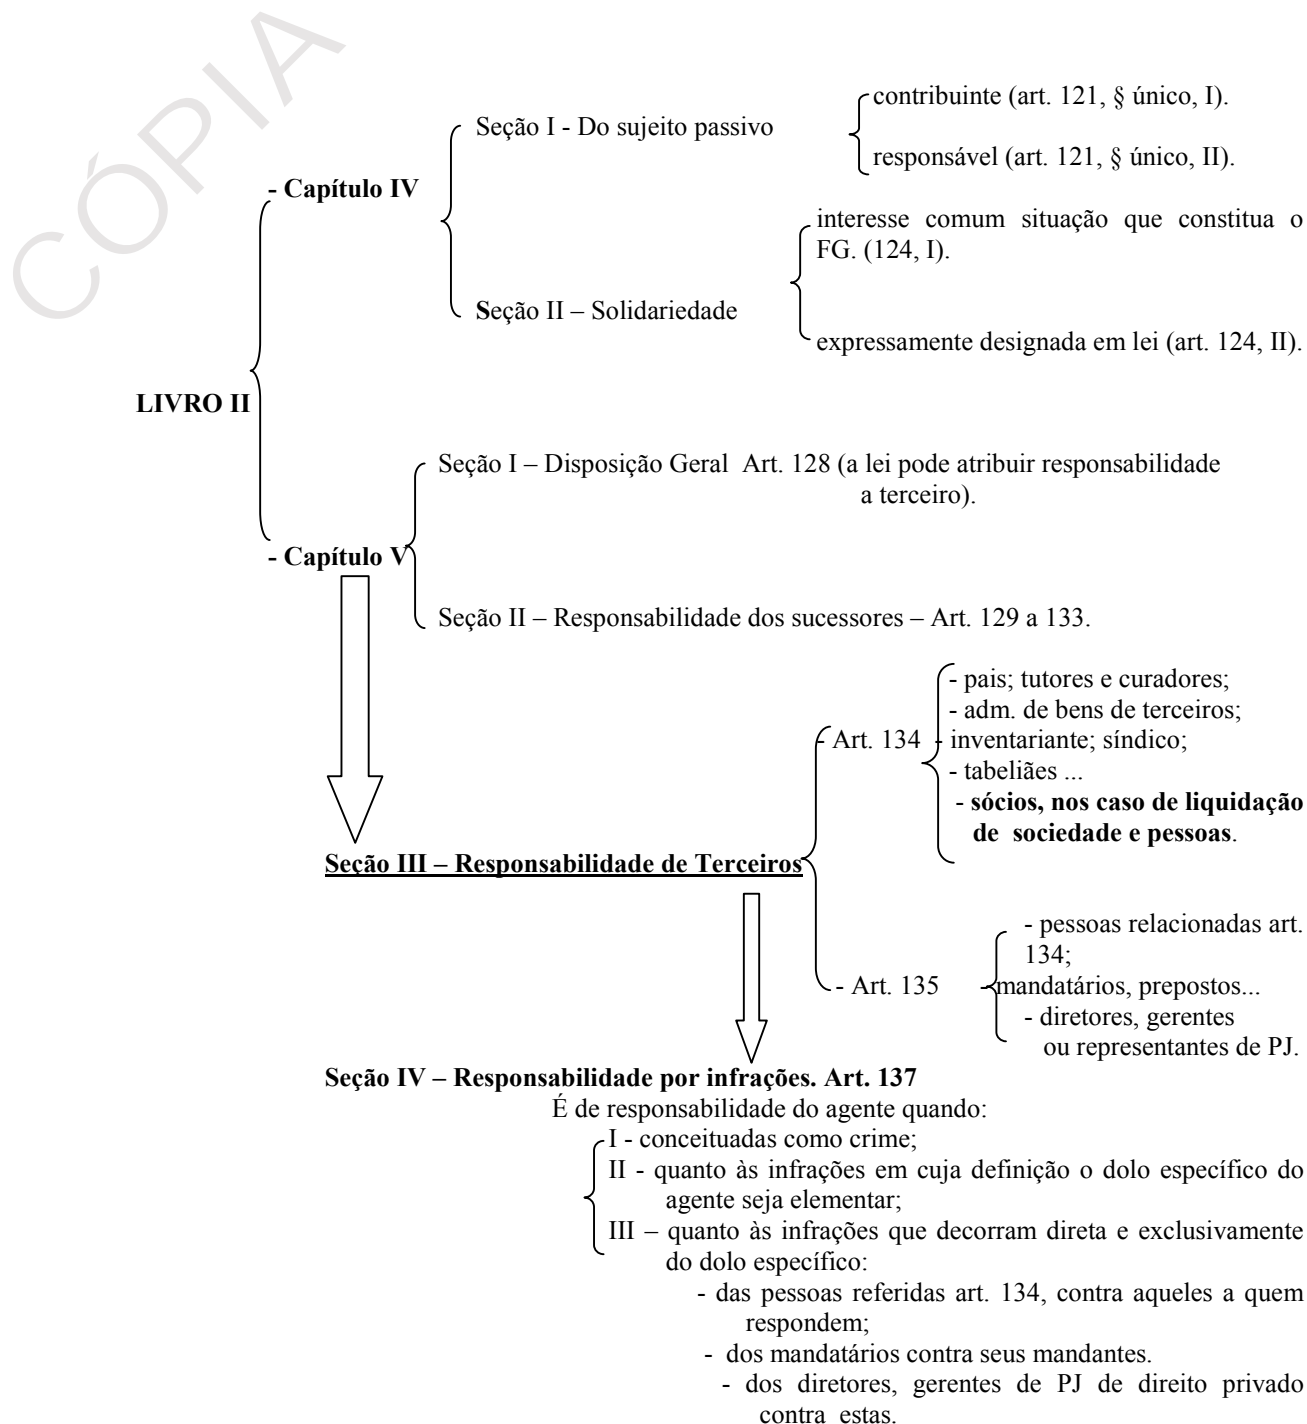 CÓPIA
contribuinte (art. 121, § único, I).
Seção I - Do sujeito passivo
responsável (art. 121, § único, II).
- Capítulo IV
interesse comum situação que constitua o
FG. (124, I).
Seção II – Solidariedade
expressamente designada em lei (art. 124, II).
LIVRO II
Seção I – Disposição Geral Art. 128 (a lei pode atribuir responsabilidade
a terceiro).
- Capítulo V
Seção II – Responsabilidade dos sucessores – Art. 129 a 133.
- pais; tutores e curadores;
- adm. de bens de terceiros;
- Art. 134
- inventariante; síndico;
- tabeliães ...
- sócios, nos caso de liquidação
de sociedade e pessoas.
Seção III – Responsabilidade de Terceiros
- pessoas relacionadas art.
134;
- Art. 135
- mandatários, prepostos...
- diretores, gerentes
ou representantes de PJ.
Seção IV – Responsabilidade por infrações. Art. 137
É de responsabilidade do agente quando:
I - conceituadas como crime;
II - quanto às infrações em cuja definição o dolo específico do
agente seja elementar;
III – quanto às infrações que decorram direta e exclusivamente
do dolo específico:
- das pessoas referidas art. 134, contra aqueles a quem
respondem;
- dos mandatários contra seus mandantes.
- dos diretores, gerentes de PJ de direito privado
contra estas.